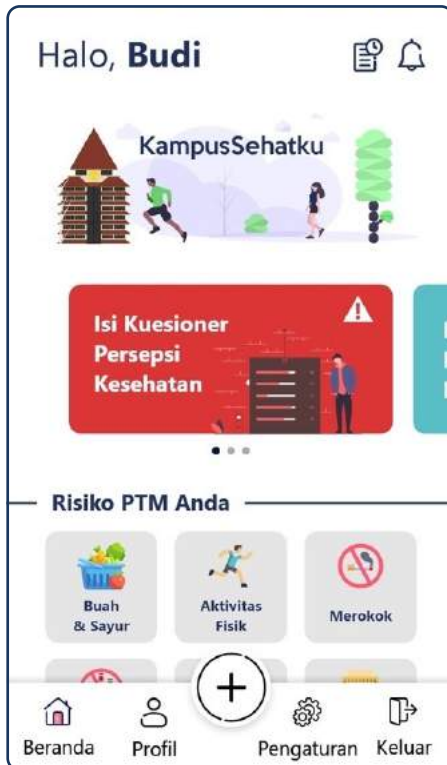 Halo, Budi
KampusSehatku
Isi Kuesioner
Persepsi
Kesehatan
Risiko PTM Anda
Buah
& Sayur
Aktivitas
Fisik
Merokok
Beranda
Profil
Pengaturan
Keluar